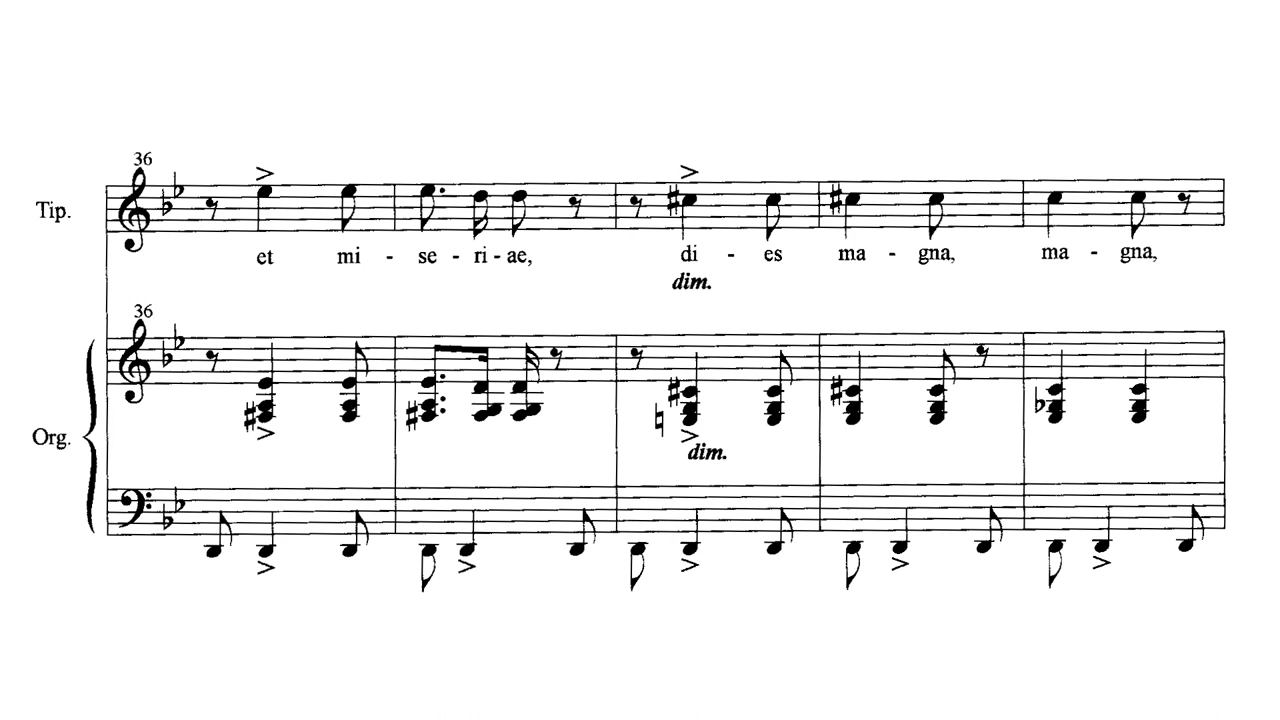 36
Tip.
et mi - se - ri - ae, di - es ma - gna, ma - gna,
dim.
36
Org.
dim.